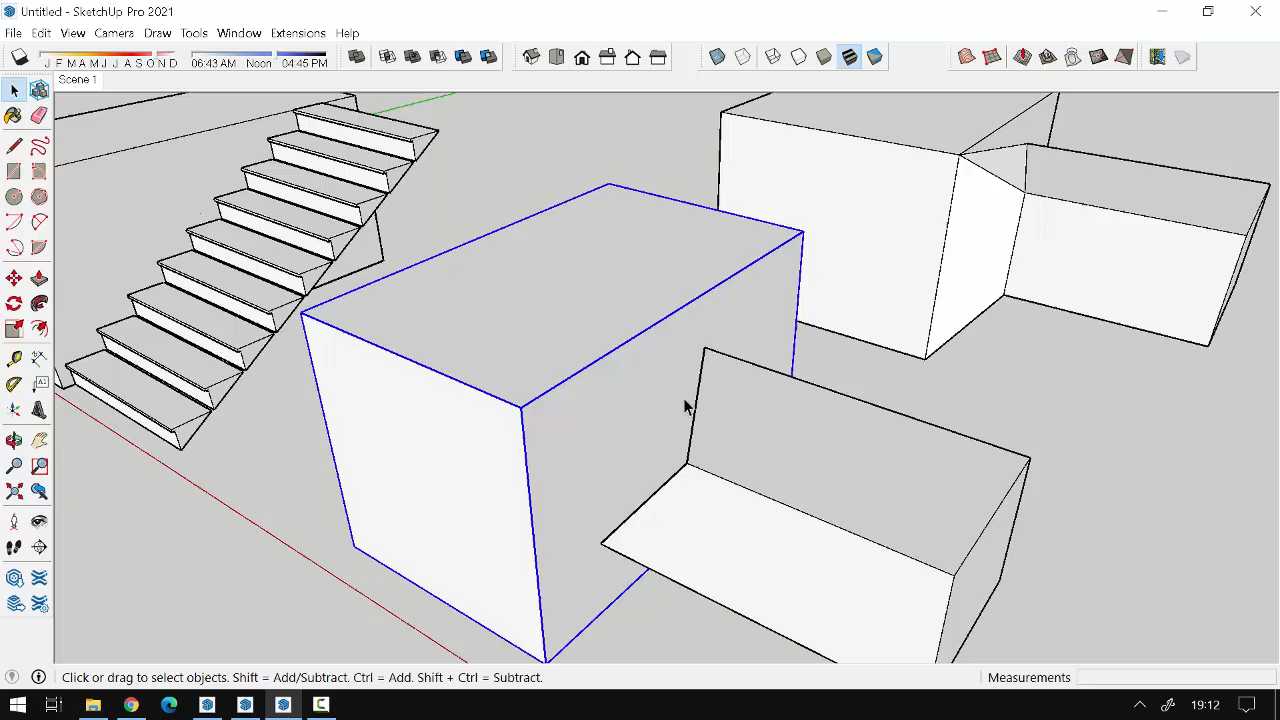 Untitled - SketchUp Pro 2021
File Edit View Camera Draw Tools Window Extensions Help
J F M A M J J A S O N D 06:43 AM Noon 04:45 PM
Scene 1
A1
Click or drag to select objects. Shift = Add/Subtract. Ctrl = Add. Shift + Ctrl = Subtract.
Measurements
19:12